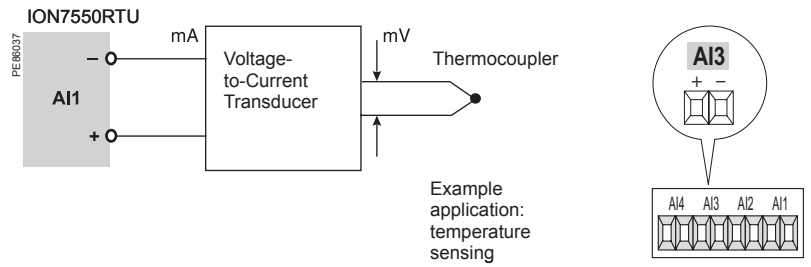 ION7550RTU
PE86037
AI1
–
+
mA
Voltage-
to-Current
Transducer
mV
Thermocoupler
Example
application:
temperature
sensing
AI3
+ –
AI4 AI3 AI2 AI1